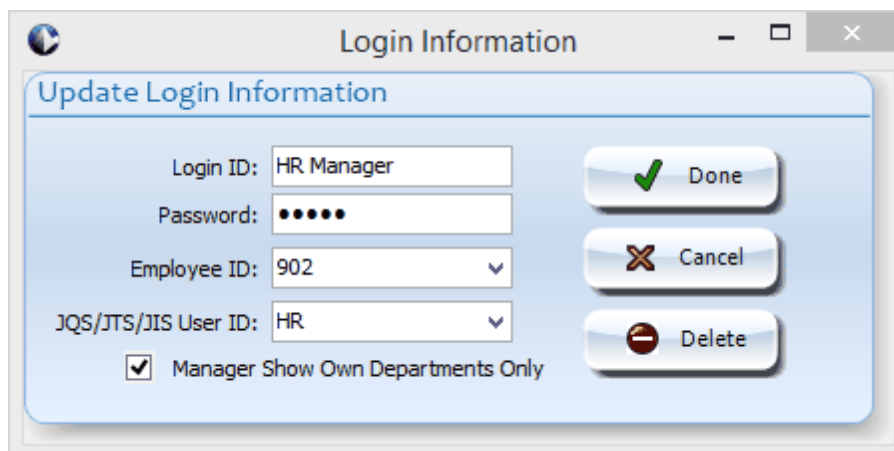 Login Information
Update Login Information
Login ID: HR Manager
Done
Password: •••••
Employee ID: 902
Cancel
JQS/JTS/JIS User ID: HR
Delete
Manager Show Own Departments Only